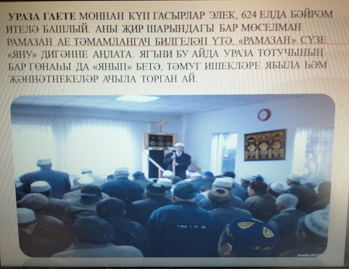 УРАЗА ГАЕТЕ МОННАН КҮП ГАСЫРЛАР ЭЛЕК, 624 ЕЛДА БӘЙРӘМ
ИТЕЛӘ БАШЛЫЙ. АНЫ ҖИР ШАРЫНДАГЫ БАР МӨСЕЛМАН
РАМАЗАН АЕ ТӘМАМЛАНГАЧ БИЛГЕЛӘП ҮТӘ. «РАМАЗАН» СҮЗЕ
«ЯНУ» ДИГӘННЕ АҢЛАТА. ЯГЪНИ БУ АЙДА УРАЗА ТОТУЧЫНЫҢ
БАР ГӨНАҺЫ ДА «ЯНЫП» БЕТӘ, ТӘМУГ ИШЕКЛӘРЕ ЯБЫЛА ҺӘМ
ҖӘННӘТНЕКЕЛӘР АЧЫЛА ТОРГАН АЙ.